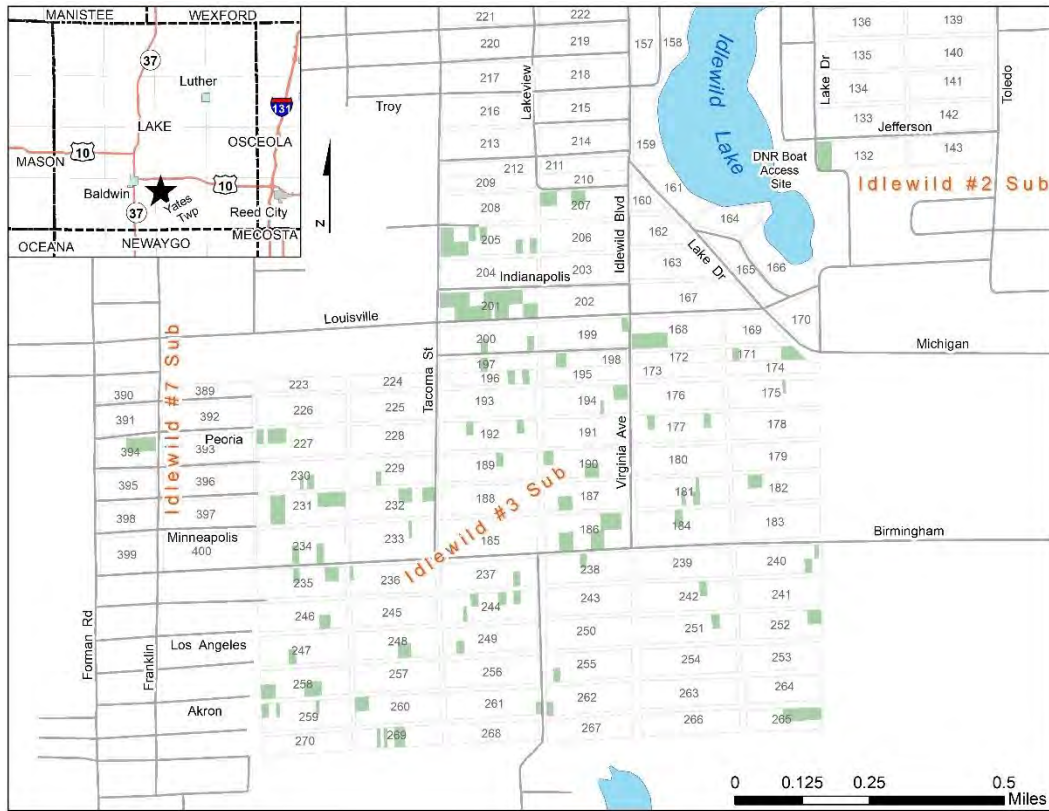 MANISTEE
WEXFORD
37
Luther
131
LAKE
OSCEOLA
MASON
10
Baldwin
10
Yates Twp
Reed City
37
OCEANA
NEWAYGO
MECOSTA
N
221 222
220 219
217 218
216 215
213 214
212 211
209 210
208 207
205 206
204 203
201 202
157 158
159
160 161
162
163
164
165 166
167
136 139
135 140
134 141
133 142
132 143
Troy
Lakeview
Idlewild Lake
Lake Dr
Toledo
Jefferson
DNR Boat
Access
Site
Idlewild #2 Sub
Idlewild Blvd
Lake Dr
Indianapolis
Louisville
Michigan
Tacoma St
Virginia Ave
Idlewild #7 Sub
Idlewild #3 Sub
200 199 168 169 170
197 198 172 171
196 195 173 174
390 389 223 224 193 194 176 175
391 392 226 225
Peoria
394 393 227 228 192 191 177 178
395 396 230 229 189 190 180 179
398 397 231 232 188 187 181 182
Minneapolis
233 185 186 184 183
399 400 234
Birmingham
235 236 237 238 239 240
246 245 244 243 242 241
Los Angeles
247 248 249 250 251 252
258 257 256 255 254 253
Akron
259 260 261 262 263 264
270 269 268 267 266 265
Forman Rd
Franklin
0 0.125 0.25 0.5
Miles